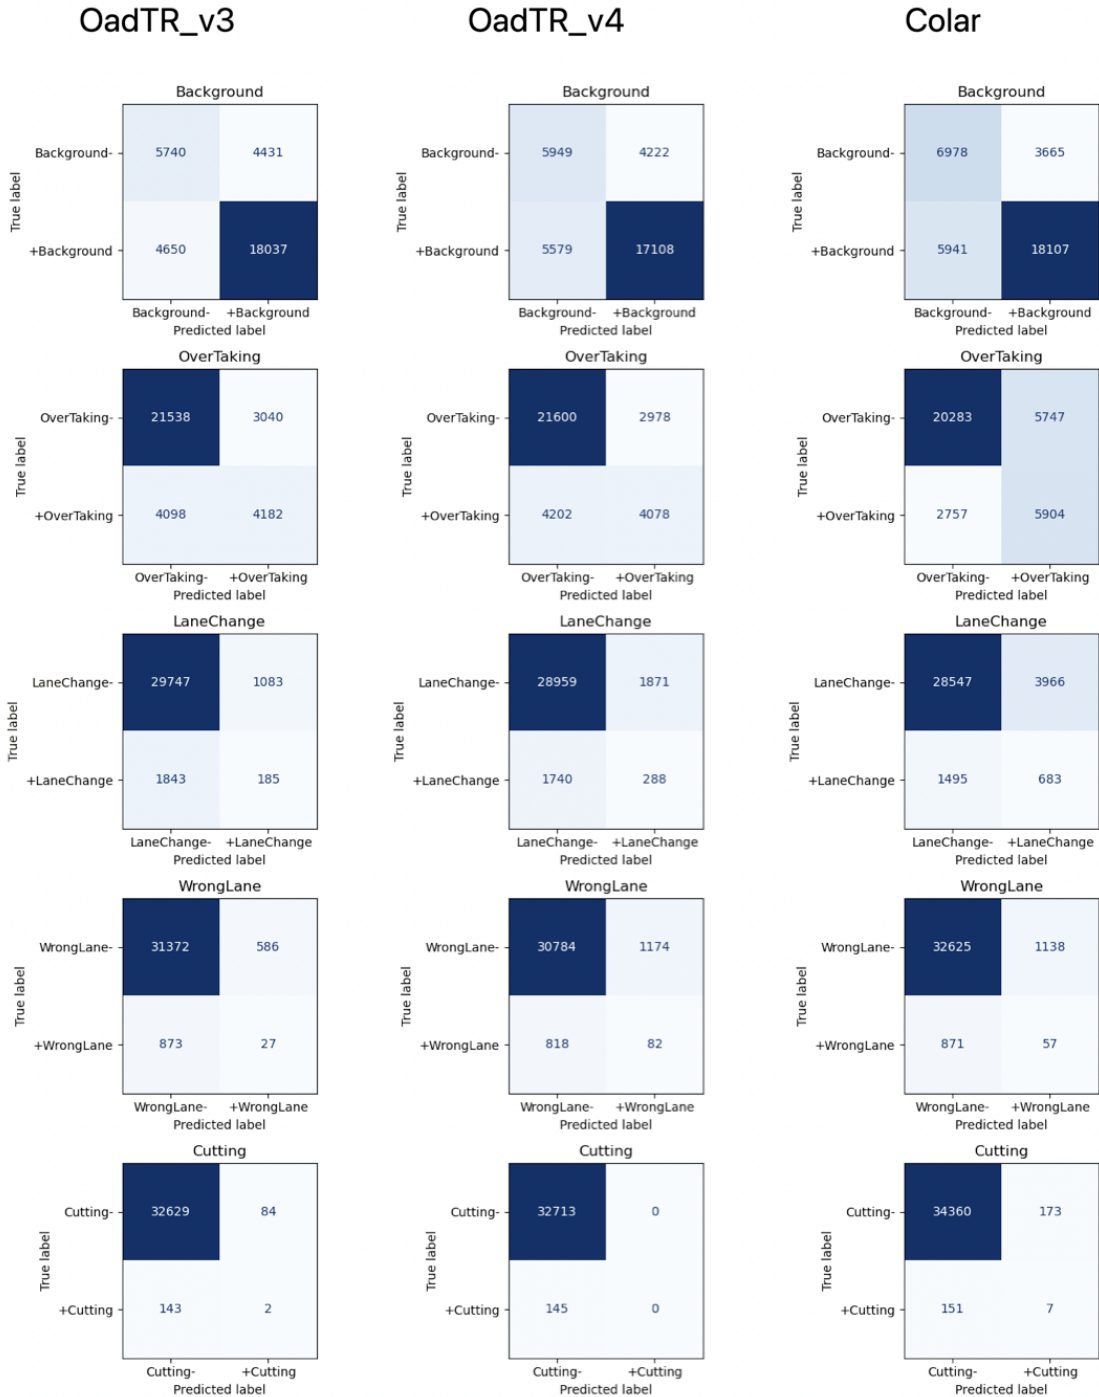 OadTR_v3 OadTR_v4 Colar
Background Background Background
True label True label True label
Background- 5740 4431 Background- 5949 4222 Background- 6978 3665
+Background 4650 18037 +Background 5579 17108 +Background 5941 18107
Background- +Background Background- +Background Background- +Background
Predicted label Predicted label Predicted label
OverTaking OverTaking OverTaking
True label True label True label
OverTaking- 21538 3040 OverTaking- 21600 2978 OverTaking- 20283 5747
+OverTaking 4098 4182 +OverTaking 4202 4078 +OverTaking 2757 5904
OverTaking- +OverTaking OverTaking- +OverTaking OverTaking- +OverTaking
Predicted label Predicted label Predicted label
LaneChange LaneChange LaneChange
True label True label True label
LaneChange- 29747 1083 LaneChange- 28959 1871 LaneChange- 28547 3966
+LaneChange 1843 185 +LaneChange 1740 288 +LaneChange 1495 683
LaneChange- +LaneChange LaneChange- +LaneChange LaneChange- +LaneChange
Predicted label Predicted label Predicted label
WrongLane WrongLane WrongLane
True label True label True label
WrongLane- 31372 586 WrongLane- 30784 1174 WrongLane- 32625 1138
+WrongLane 873 27 +WrongLane 818 82 +WrongLane 871 57
WrongLane- +WrongLane WrongLane- +WrongLane WrongLane- +WrongLane
Predicted label Predicted label Predicted label
Cutting Cutting Cutting
True label True label True label
Cutting- 32629 84 Cutting- 32713 0 Cutting- 34360 173
+Cutting 143 2 +Cutting 145 0 +Cutting 151 7
Cutting- +Cutting Cutting- +Cutting Cutting- +Cutting
Predicted label Predicted label Predicted label